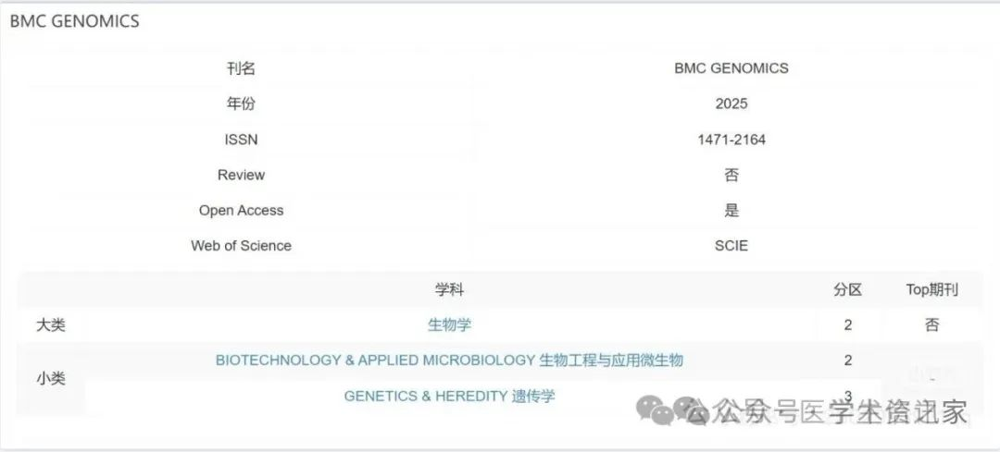 BMC GENOMICS
刊名 BMC GENOMICS
年份 2025
ISSN 1471-2164
Review 否
Open Access 是
Web of Science SCIE
学科 分区 Top期刊
大类 生物学 2 否
小类 BIOTECHNOLOGY & APPLIED MICROBIOLOGY 生物工程与应用微生物 2 -
GENETICS & HEREDITY 遗传学 3
公众号医学术资讯家